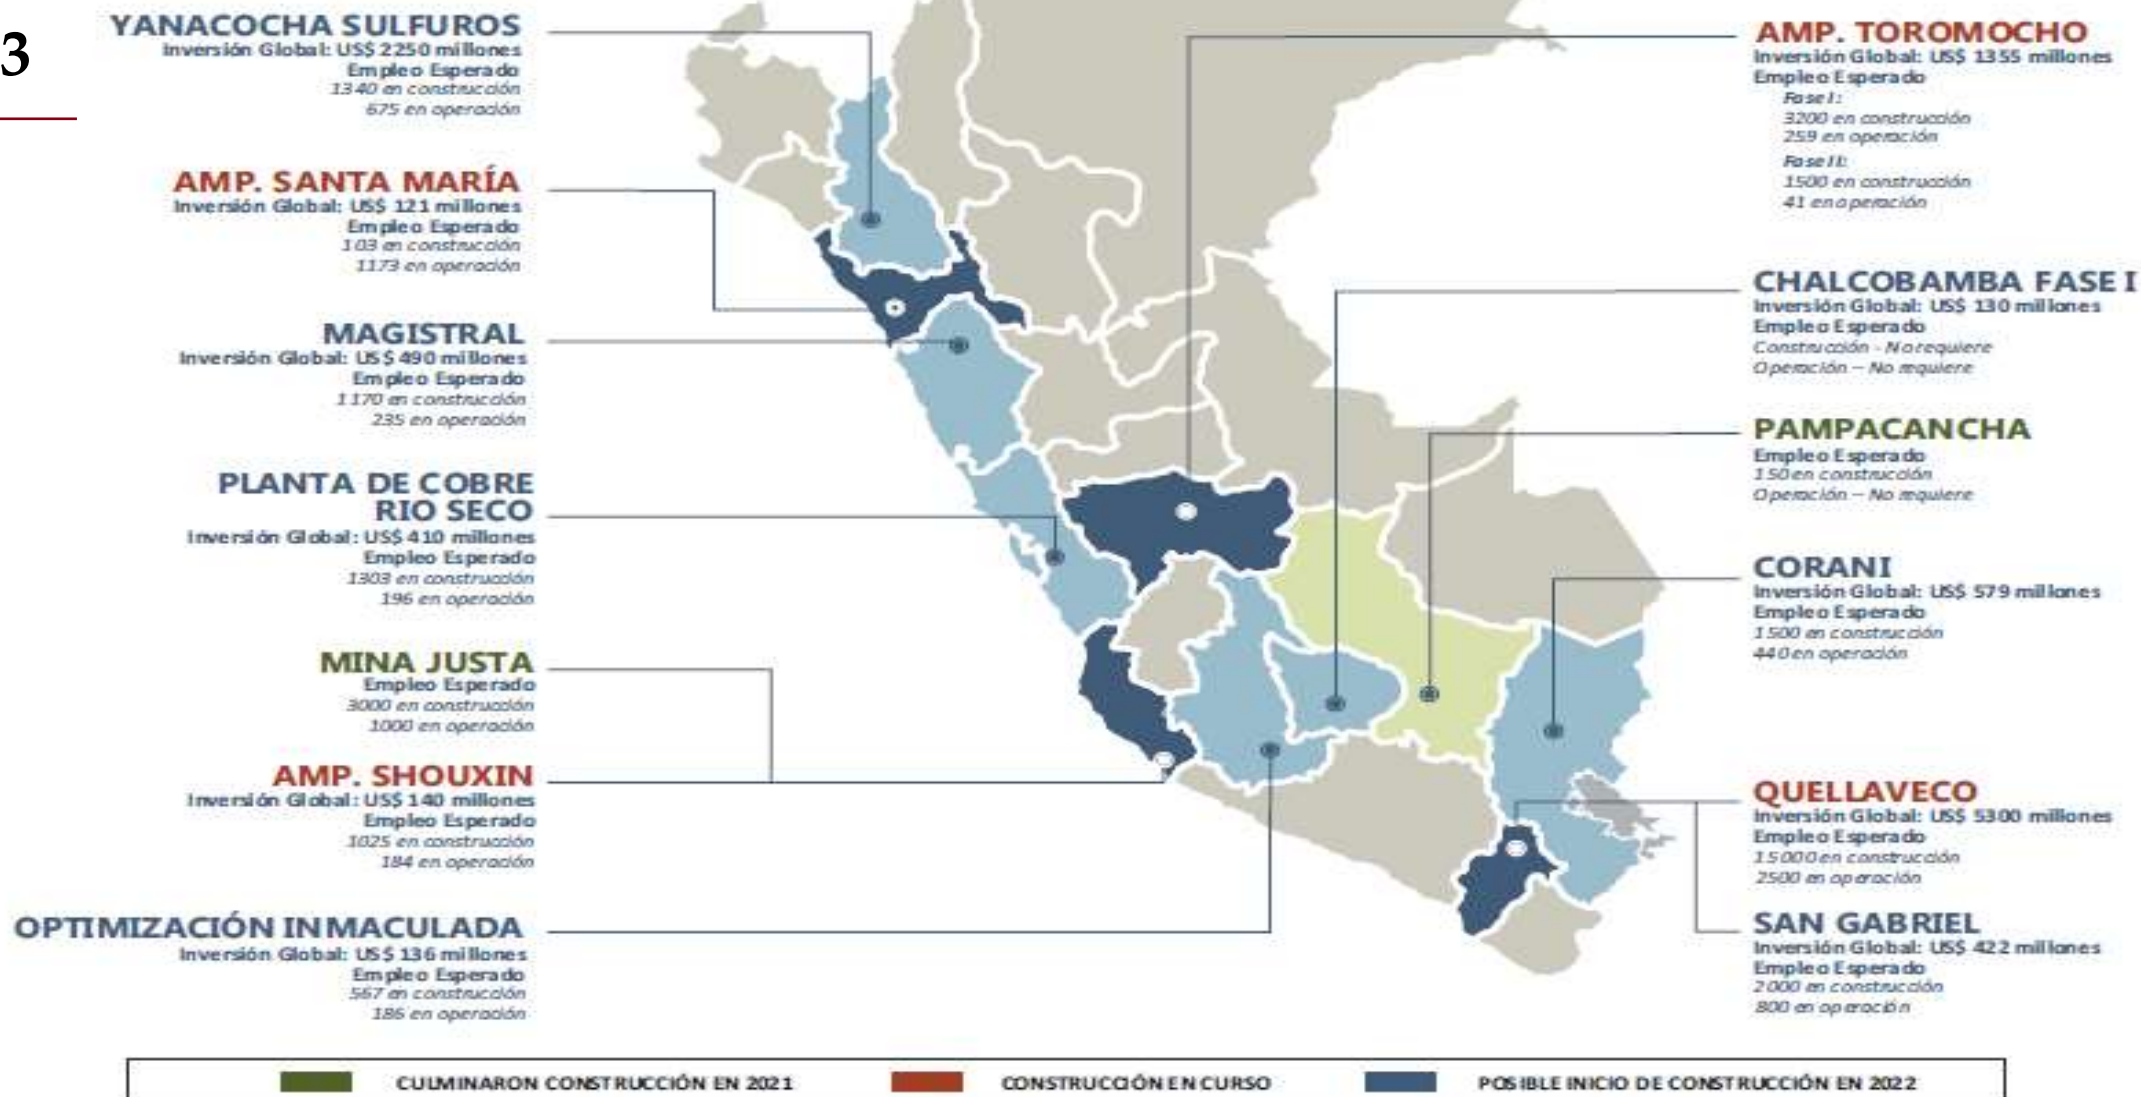 3
YANACOCHA SULFUROS
Inversión Global: US$ 2250 millones
Empleo Esperado
1340 en construcción
675 en operación
AMP. SANTA MARÍA
Inversión Global: US$ 121 millones
Empleo Esperado
103 en construcción
1173 en operación
MAGISTRAL
Inversión Global: US$ 490 millones
Empleo Esperado
1170 en construcción
235 en operación
PLANTA DE COBRE
RIO SECO
Inversión Global: US$ 410 millones
Empleo Esperado
1303 en construcción
196 en operación
MINA JUSTA
Empleo Esperado
3000 en construcción
1000 en operación
AMP. SHOUXIN
Inversión Global: US$ 140 millones
Empleo Esperado
1025 en construcción
184 en operación
OPTIMIZACIÓN INMACULADA
Inversión Global: US$ 136 millones
Empleo Esperado
567 en construcción
186 en operación
AMP. TOROMOCHO
Inversión Global: US$ 1355 millones
Empleo Esperado
Fase I:
3200 en construcción
259 en operación
Fase II:
1500 en construcción
41 en operación
CHALCOBAMBA FASE I
Inversión Global: US$ 130 millones
Empleo Esperado
Construcción - No requiere
Operación – No requiere
PAMPACANCHA
Empleo Esperado
150 en construcción
Operación – No requiere
CORANI
Inversión Global: US$ 579 millones
Empleo Esperado
1500 en construcción
440 en operación
QUELLAVECO
Inversión Global: US$ 5300 millones
Empleo Esperado
15000 en construcción
2500 en operación
SAN GABRIEL
Inversión Global: US$ 422 millones
Empleo Esperado
2000 en construcción
800 en operación
CULMINARON CONSTRUCCIÓN EN 2021
CONSTRUCCIÓN EN CURSO
POSIBLE INICIO DE CONSTRUCCIÓN EN 2022